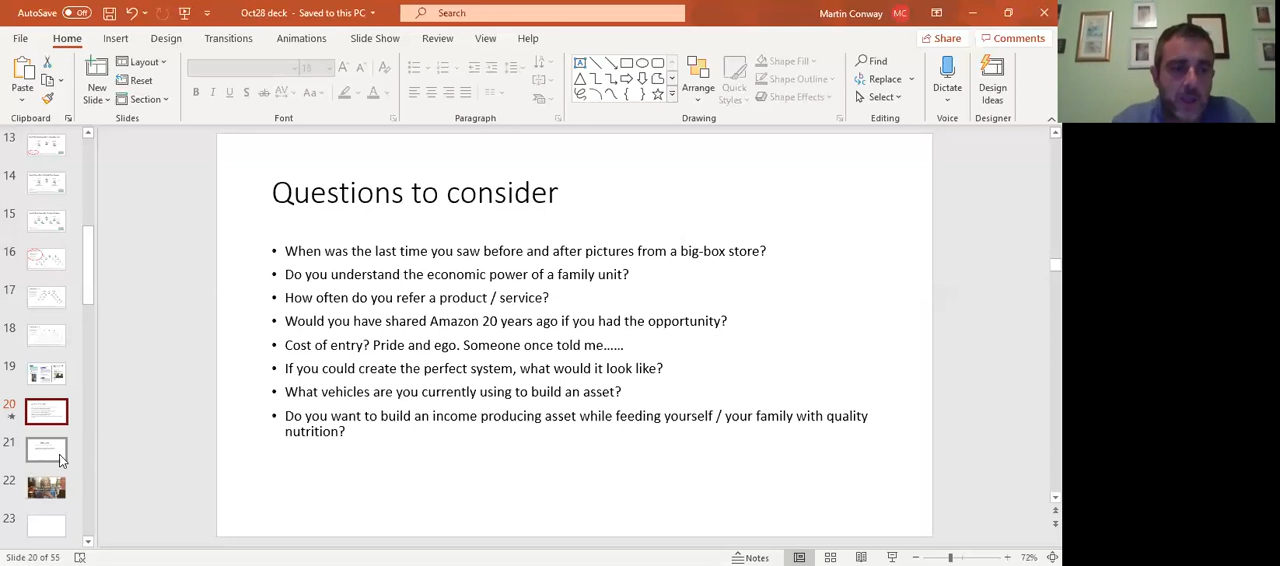 AutoSave Off Oct28 deck - Saved to this PC Search Martin Conway MC
File Home Insert Design Transitions Animations Slide Show Review View Help Share Comments
Paste
Clipboard
New Slide
Layout
Reset
Section
Slides
18
B I U S ab AV Aa A
Font
Paragraph
Arrange
Quick Styles
Shape Fill
Shape Outline
Shape Effects
Drawing
Find
Replace
Select
Editing
Dictate
Voice
Design Ideas
Designer
13
14
15
16
17
18
19
20
21
22
23
Questions to consider
• When was the last time you saw before and after pictures from a big-box store?
• Do you understand the economic power of a family unit?
• How often do you refer a product / service?
• Would you have shared Amazon 20 years ago if you had the opportunity?
• Cost of entry? Pride and ego. Someone once told me……
• If you could create the perfect system, what would it look like?
• What vehicles are you currently using to build an asset?
• Do you want to build an income producing asset while feeding yourself / your family with quality
nutrition?
Slide 20 of 55 Notes 72%